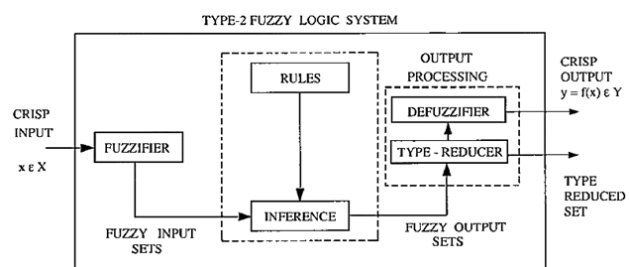 TYPE-2 FUZZY LOGIC SYSTEM
OUTPUT
PROCESSING
CRISP
OUTPUT
y = f(x) ε Y
RULES
DEFUZZIFIER
CRISP
INPUT
x ε X
FUZZIFIER
TYPE - REDUCER
TYPE
REDUCED
SET
INFERENCE
FUZZY INPUT
SETS
FUZZY OUTPUT
SETS